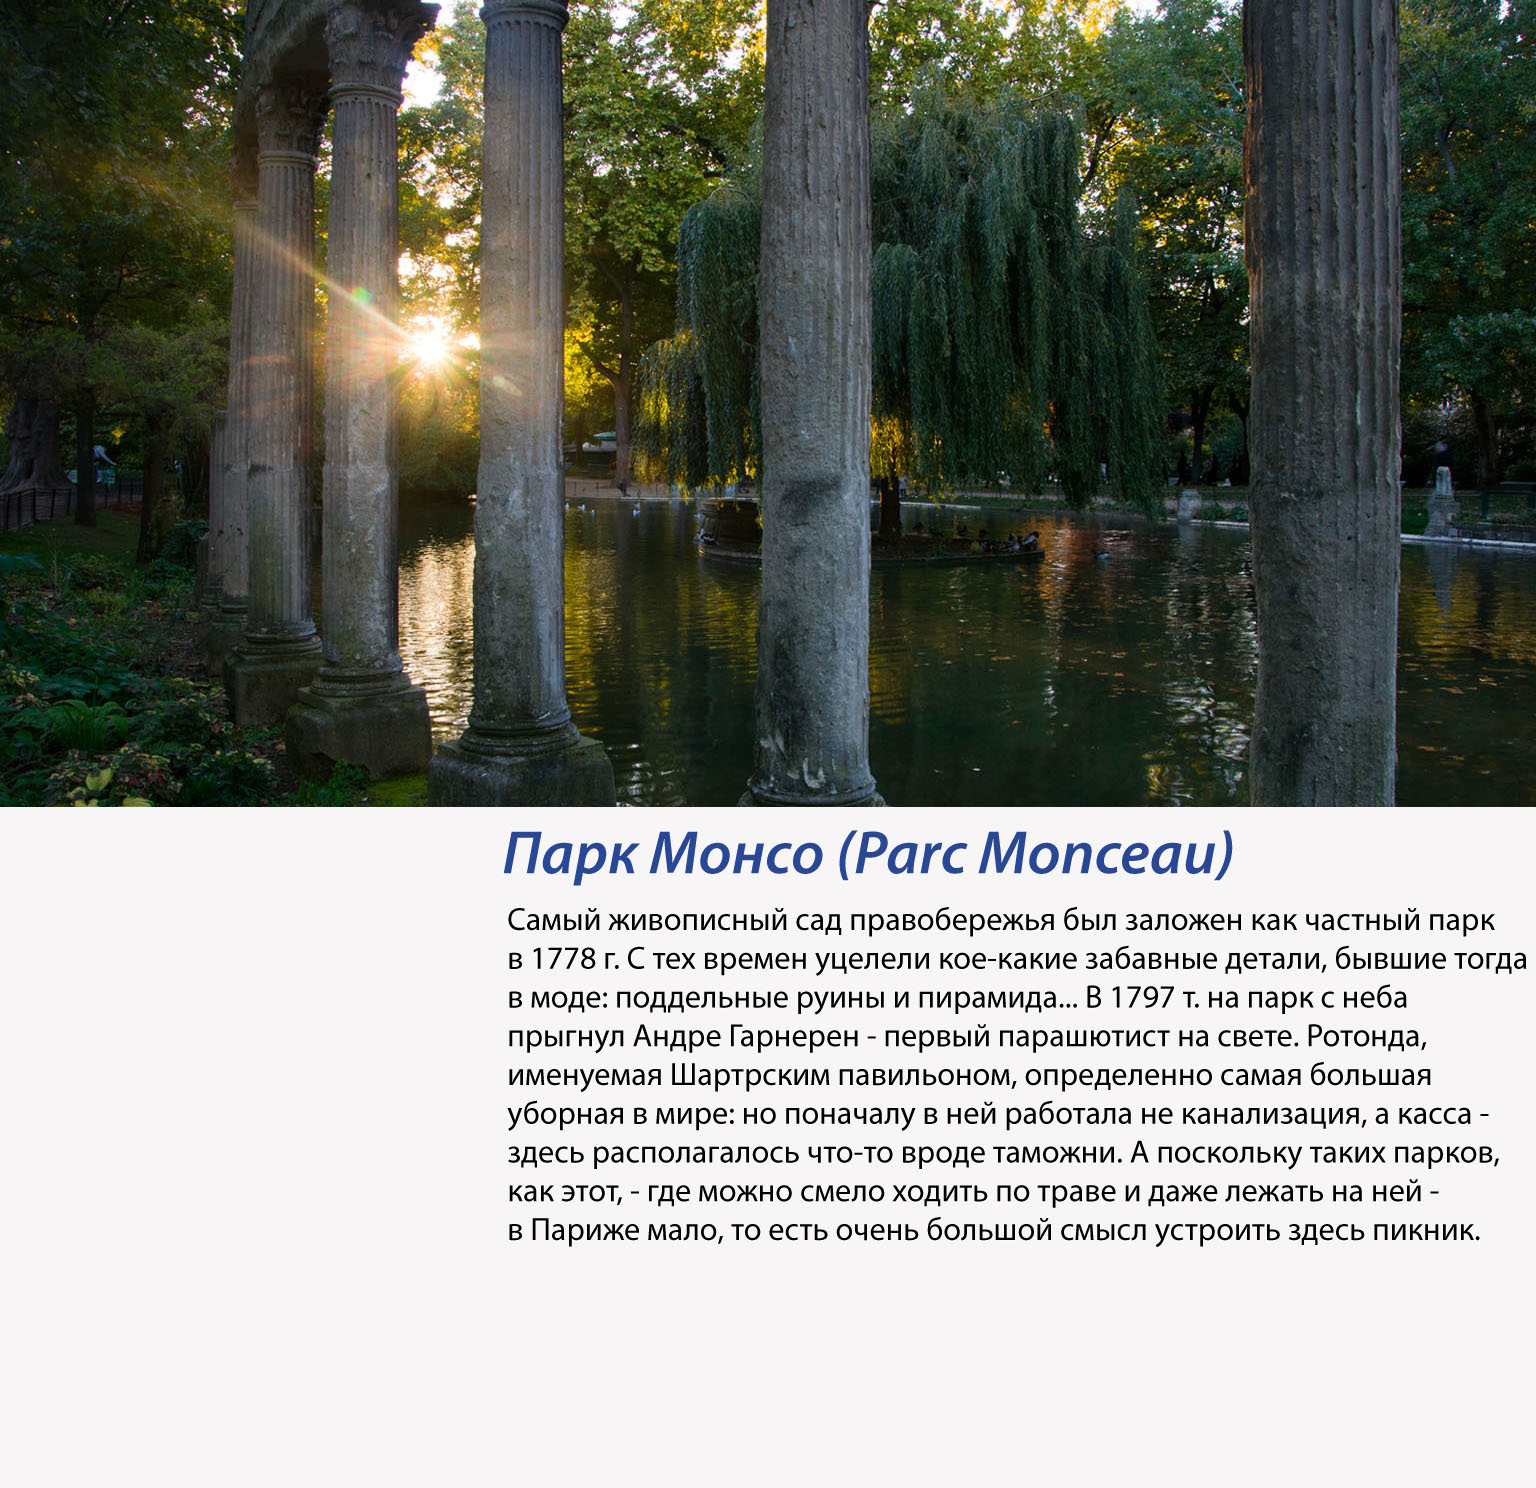 Парк Монсо (Parc Monceau)
Самый живописный сад правобережья был заложен как частный парк
в 1778 г. С тех времен уцелели кое-какие забавные детали, бывшие тогда
в моде: поддельные руины и пирамида... В 1797 т. на парк с неба
прыгнул Андре Гарнерен - первый парашютист на свете. Ротонда,
именуемая Шартрским павильоном, определенно самая большая
уборная в мире: но поначалу в ней работала не канализация, а касса -
здесь располагалось что-то вроде таможни. А поскольку таких парков,
как этот, - где можно смело ходить по траве и даже лежать на ней -
в Париже мало, то есть очень большой смысл устроить здесь пикник.